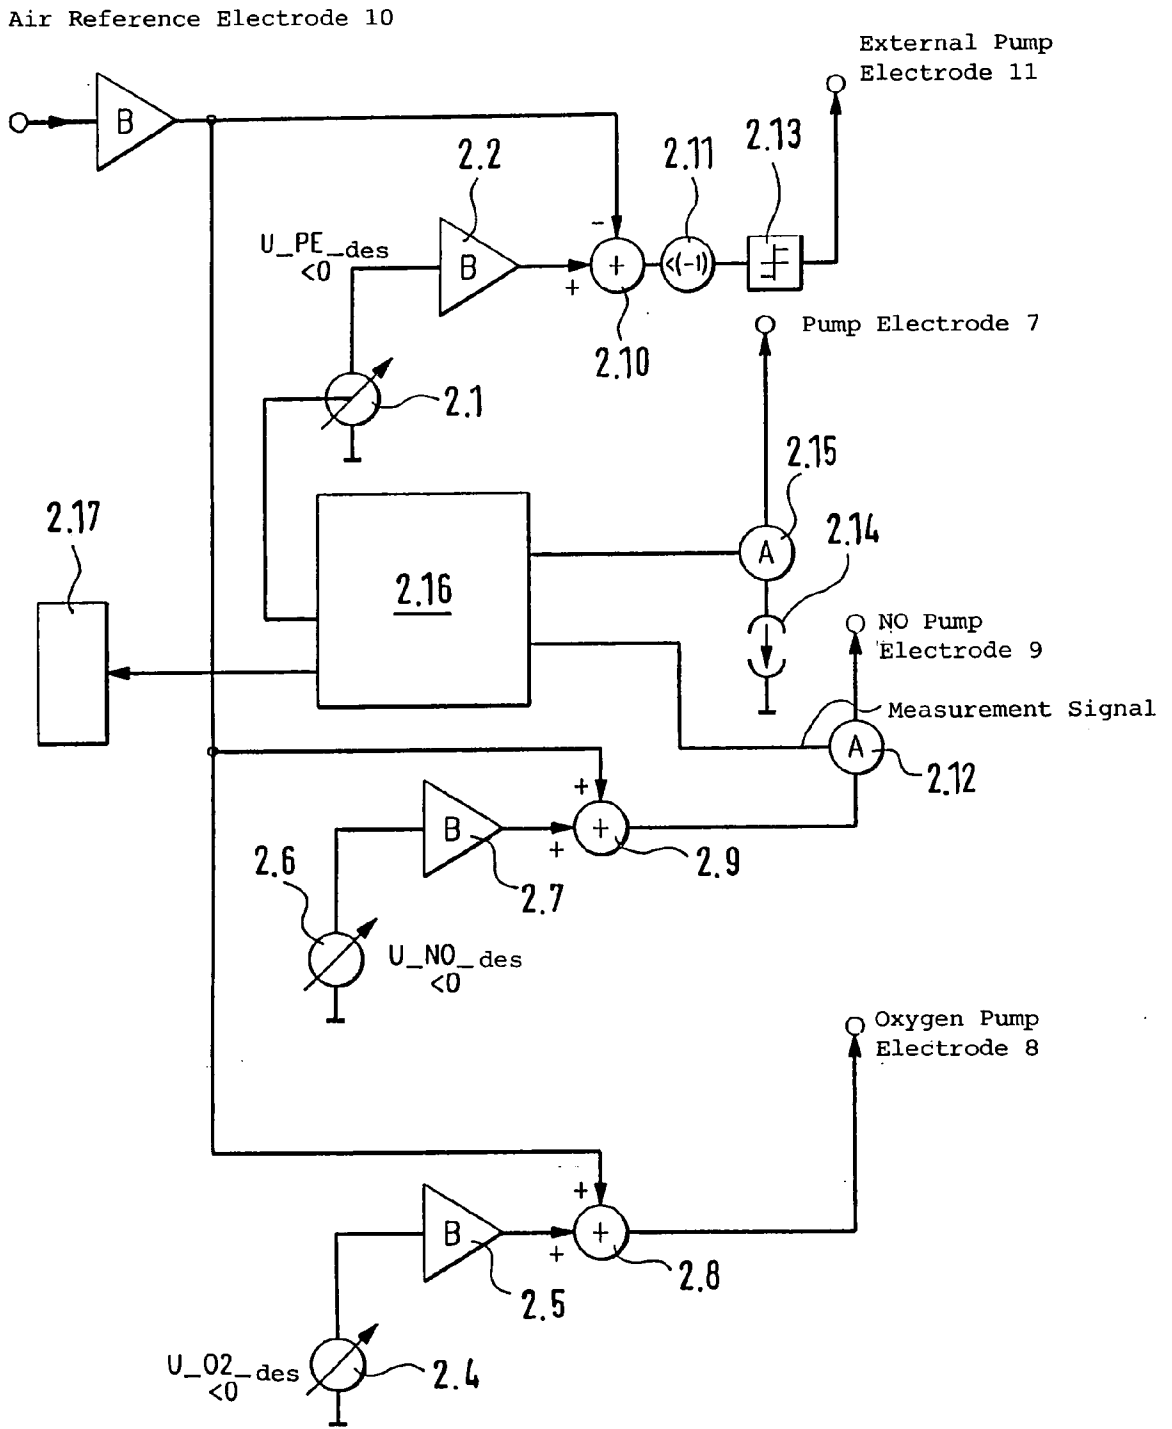 Air Reference Electrode 10
External Pump
Electrode 11
B
2.2
2.11
2.13
U_PE_des
<0
B
-
+
+
<(-1)
2.10
Pump Electrode 7
2.1
2.15
2.14
2.17
A
2.16
NO Pump
Electrode 9
Measurement Signal
A
2.12
+
B
+
+
2.9
2.6
2.7
U_NO_des
<0
Oxygen Pump
Electrode 8
+
B
+
+
2.8
2.5
U_O2_des
<0
2.4